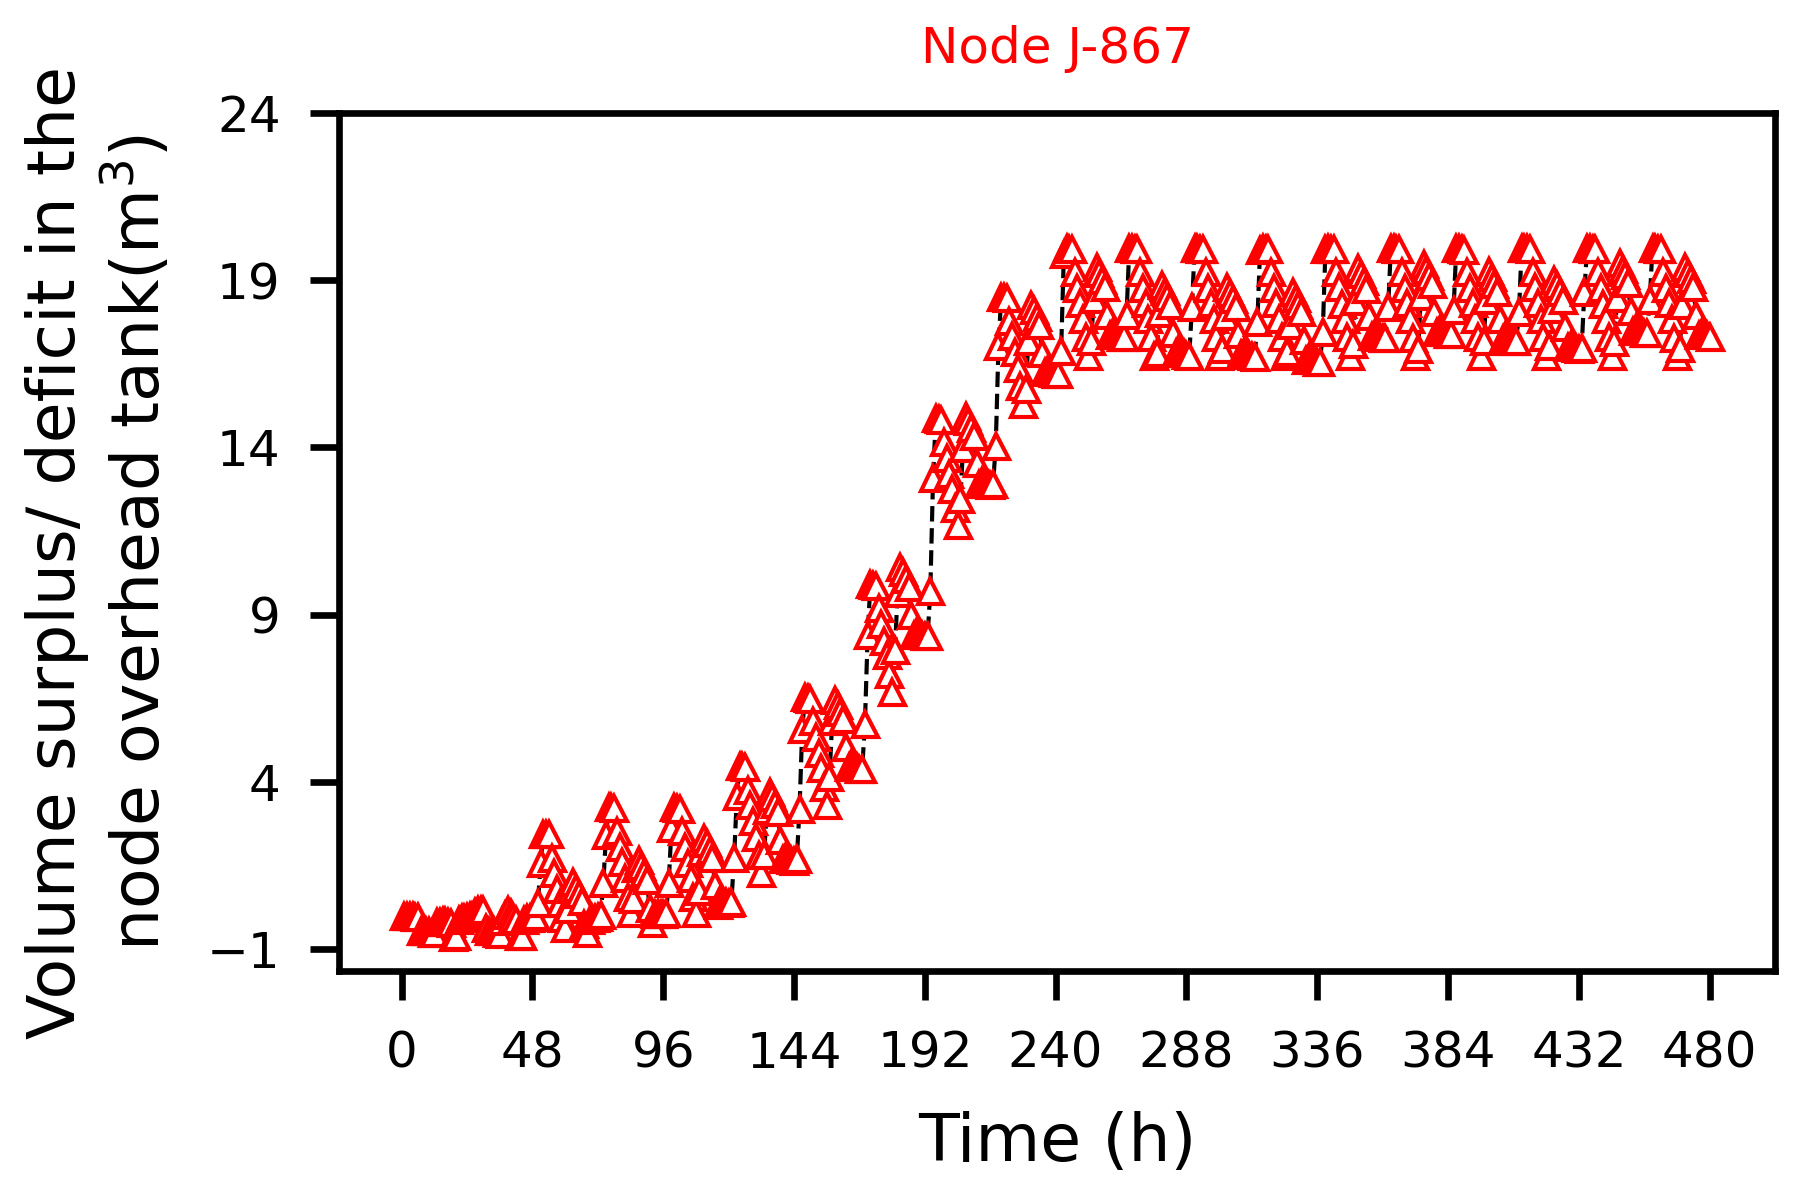 Node J-867
Volume surplus/ deficit in the
node overhead tank(m³)
24
19
14
9
4
−1
0 48 96 144 192 240 288 336 384 432 480
Time (h)